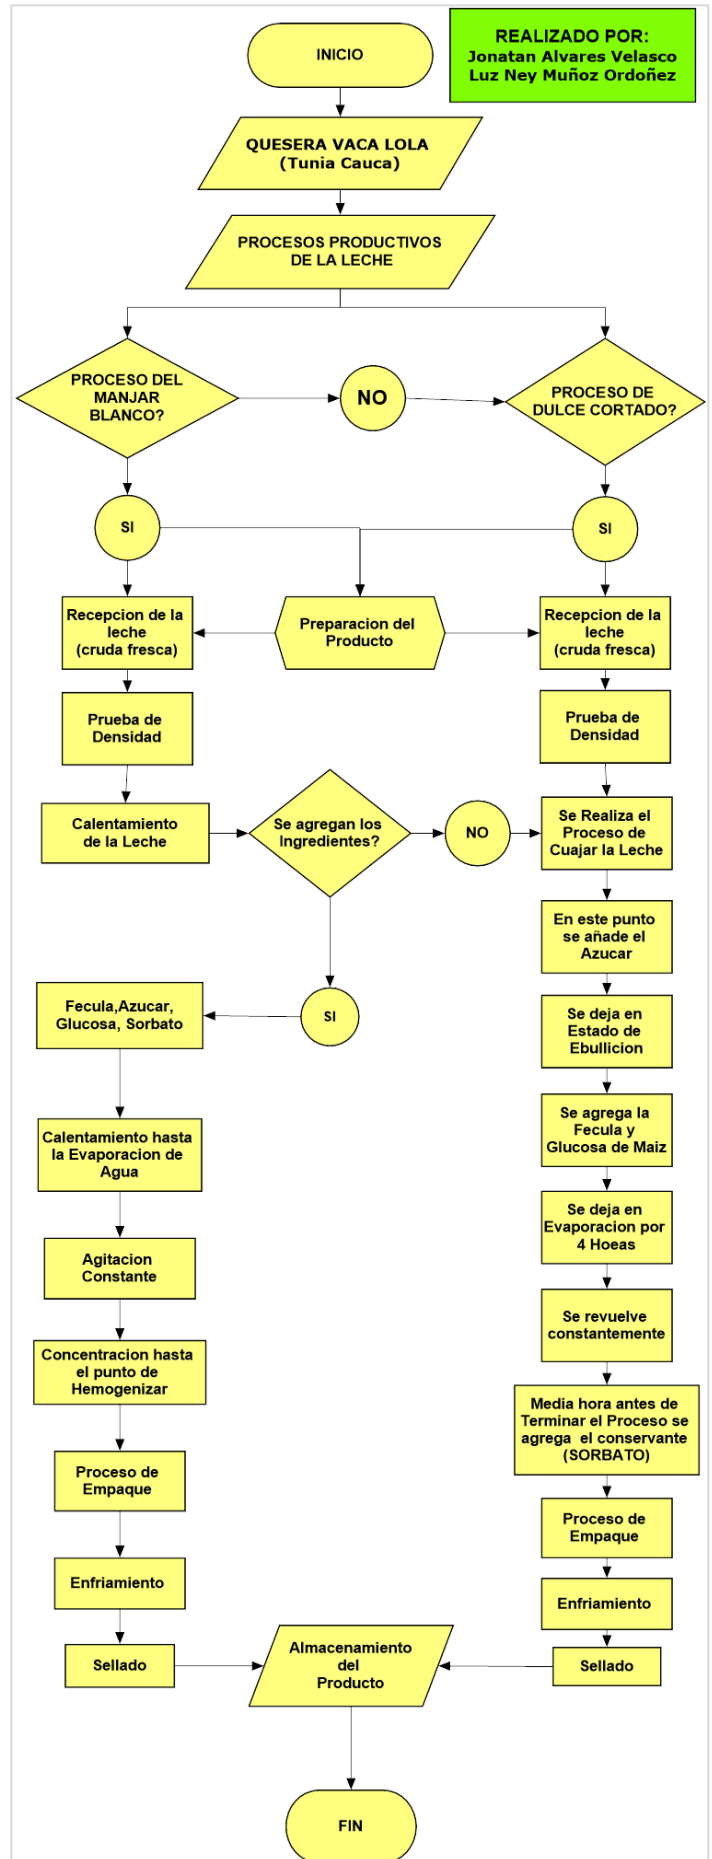 REALIZADO POR:
Jonatan Alvares Velasco
Luz Ney Muñoz Ordoñez
INICIO
QUESERA VACA LOLA
(Tunia Cauca)
PROCESOS PRODUCTIVOS
DE LA LECHE
PROCESO DEL
MANJAR
BLANCO?
NO
PROCESO DE
DULCE CORTADO?
SI
SI
Recepcion de la
leche
(cruda fresca)
Preparacion del
Producto
Recepcion de la
leche
(cruda fresca)
Prueba de
Densidad
Prueba de
Densidad
Calentamiento
de la Leche
Se agregan los
Ingredientes?
NO
Se Realiza el
Proceso de
Cuajar la Leche
En este punto
se añade el
Azucar
Fecula,Azucar,
Glucosa, Sorbato
SI
Se deja en
Estado de
Ebullicion
Calentamiento hasta
la Evaporacion de
Agua
Se agrega la
Fecula y
Glucosa de Maiz
Agitacion
Constante
Se deja en
Evaporacion por
4 Hoeas
Concentracion hasta
el punto de
Hemogenizar
Se revuelve
constantemente
Media hora antes de
Terminar el Proceso se
agrega el conservante
(SORBATO)
Proceso de
Empaque
Proceso de
Empaque
Enfriamiento
Enfriamiento
Sellado
Almacenamiento
del
Producto
Sellado
FIN